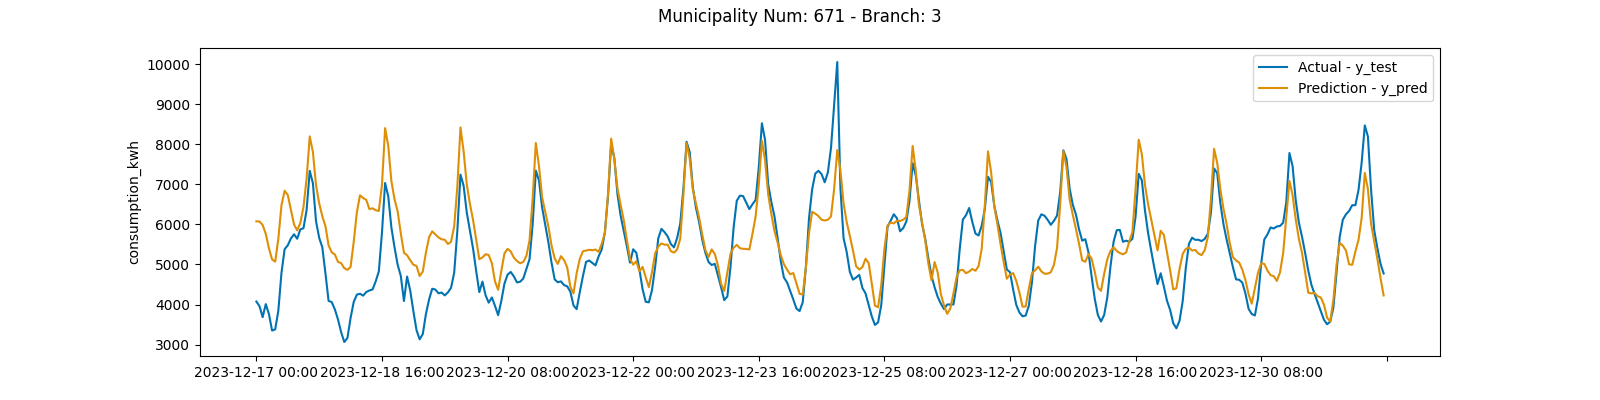 Municipality Num: 671 - Branch: 3
Actual - y_test
Prediction - y_pred
consumption_kwh
10000
9000
8000
7000
6000
5000
4000
3000
2023-12-17 00:00 2023-12-18 16:00 2023-12-20 08:00 2023-12-22 00:00 2023-12-23 16:00 2023-12-25 08:00 2023-12-27 00:00 2023-12-28 16:00 2023-12-30 08:00